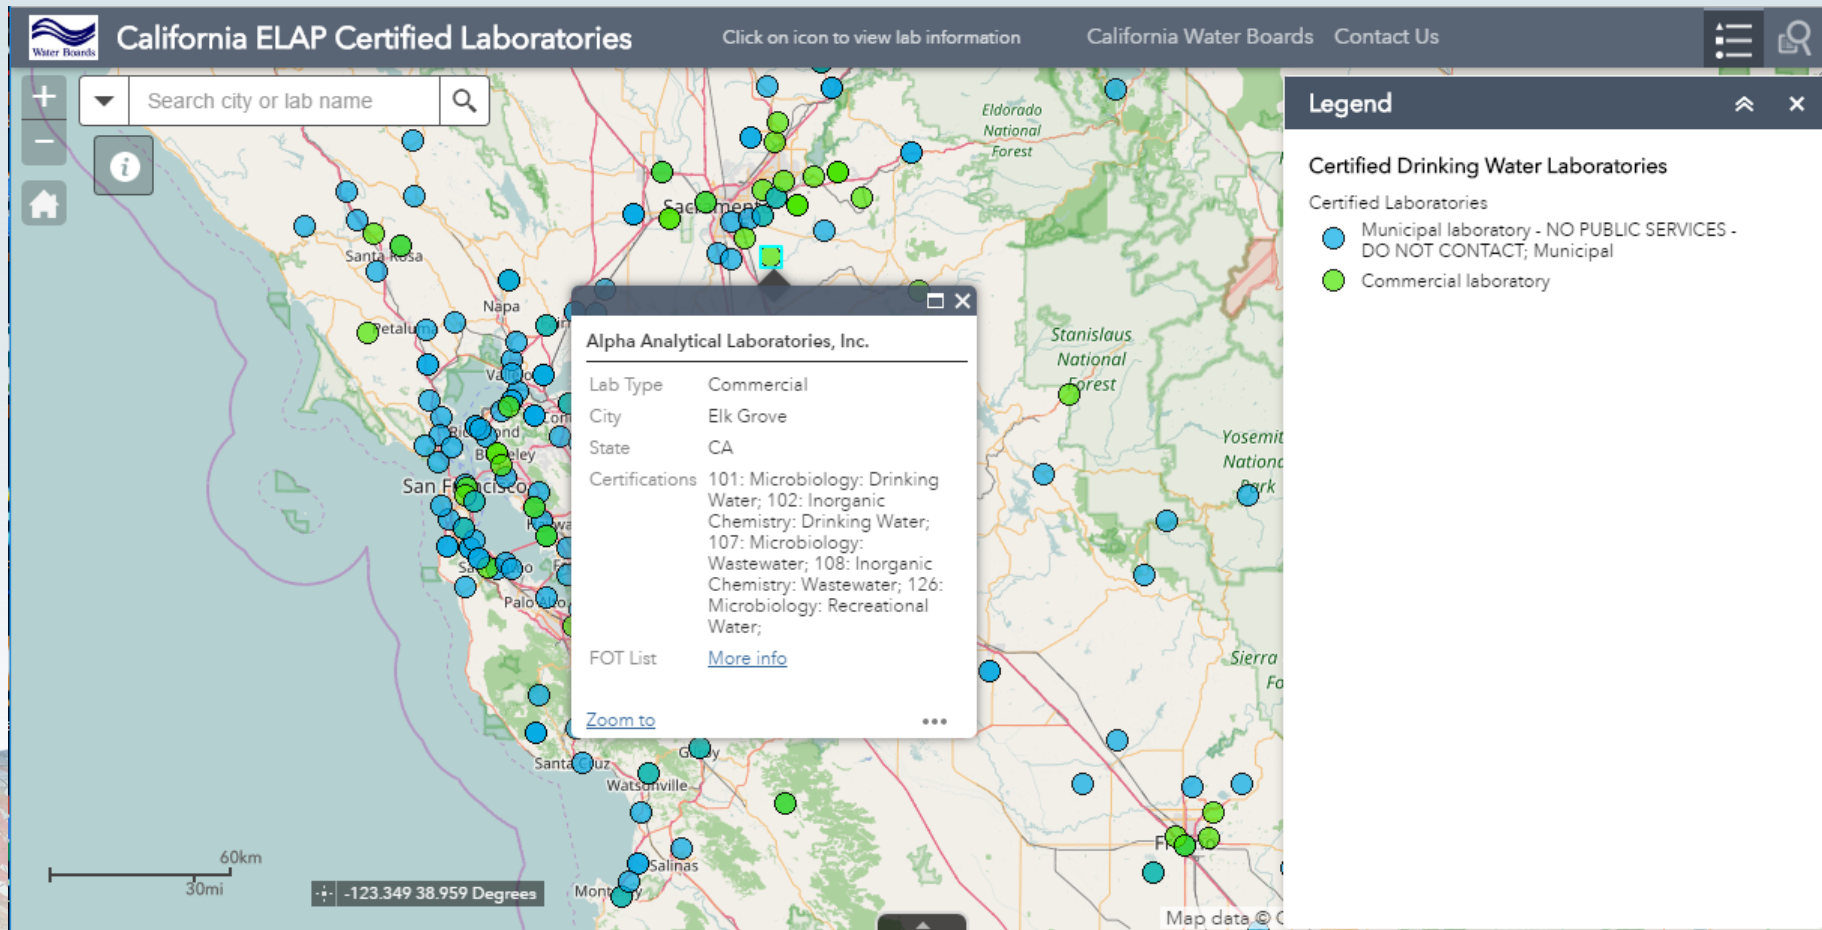 Water Boards
California ELAP Certified Laboratories
Click on icon to view lab information
California Water Boards
Contact Us
+
−
Search city or lab name
Legend
Certified Drinking Water Laboratories
Certified Laboratories
Municipal laboratory - NO PUBLIC SERVICES -
DO NOT CONTACT; Municipal
Commercial laboratory
Eldorado
National
Forest
Sacrament
Santa Rosa
Napa
Petaluma
Stanislaus
National
Forest
Yosemit
Nationa
Park
San Francisco
Palo Alto
Sierra
Fo
Alpha Analytical Laboratories, Inc.
Lab Type Commercial
City Elk Grove
State CA
Certifications 101: Microbiology: Drinking
Water; 102: Inorganic
Chemistry: Drinking Water;
107: Microbiology:
Wastewater; 108: Inorganic
Chemistry: Wastewater; 126:
Microbiology: Recreational
Water;
FOT List More info
Zoom to
Santa Cruz
Watsonville
Salinas
60km
30mi
-123.349 38.959 Degrees
Map data ©